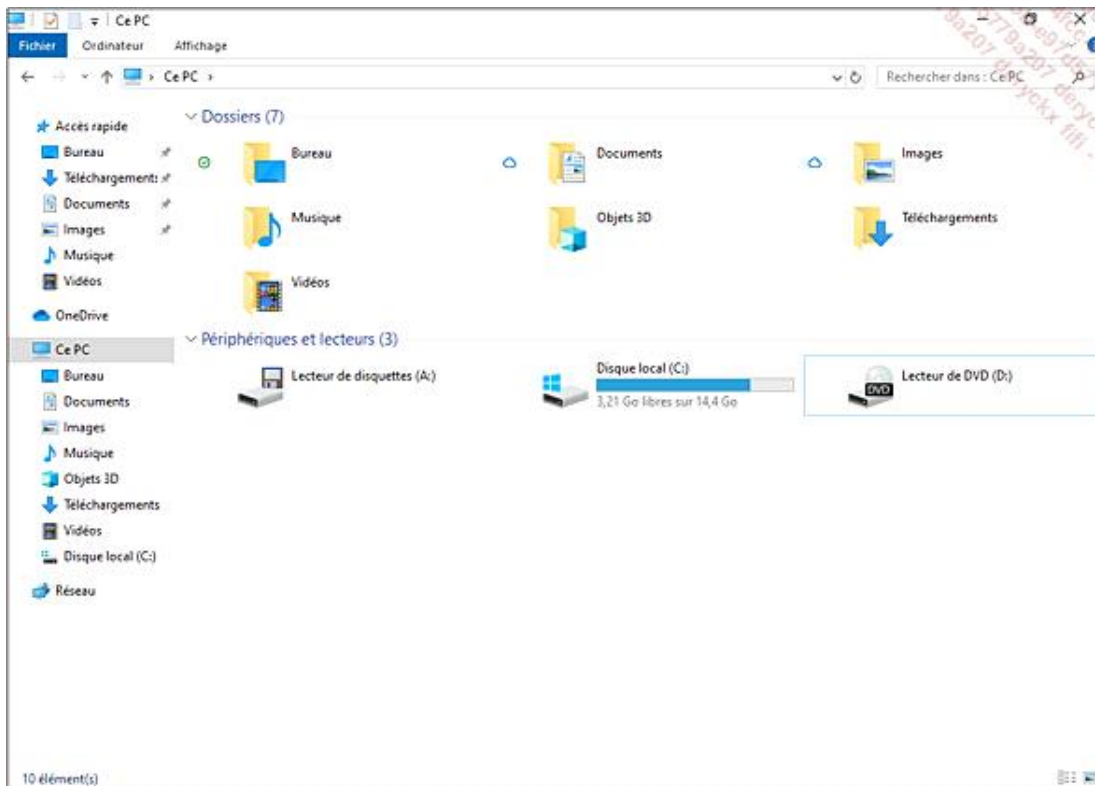 Ce PC
Fichier Ordinateur Affichage
Ce PC Rechercher dans : Ce PC
Accès rapide
Bureau
Téléchargements
Documents
Images
Musique
Vidéos
OneDrive
Ce PC
Bureau
Documents
Images
Musique
Objets 3D
Téléchargements
Vidéos
Disque local (C:)
Réseau
Dossiers (7)
Bureau
Documents
Images
Musique
Objets 3D
Téléchargements
Vidéos
Périphériques et lecteurs (3)
Lecteur de disquettes (A:)
Disque local (C:)
3,21 Go libres sur 14,4 Go
DVD
Lecteur de DVD (D:)
10 élément(s)